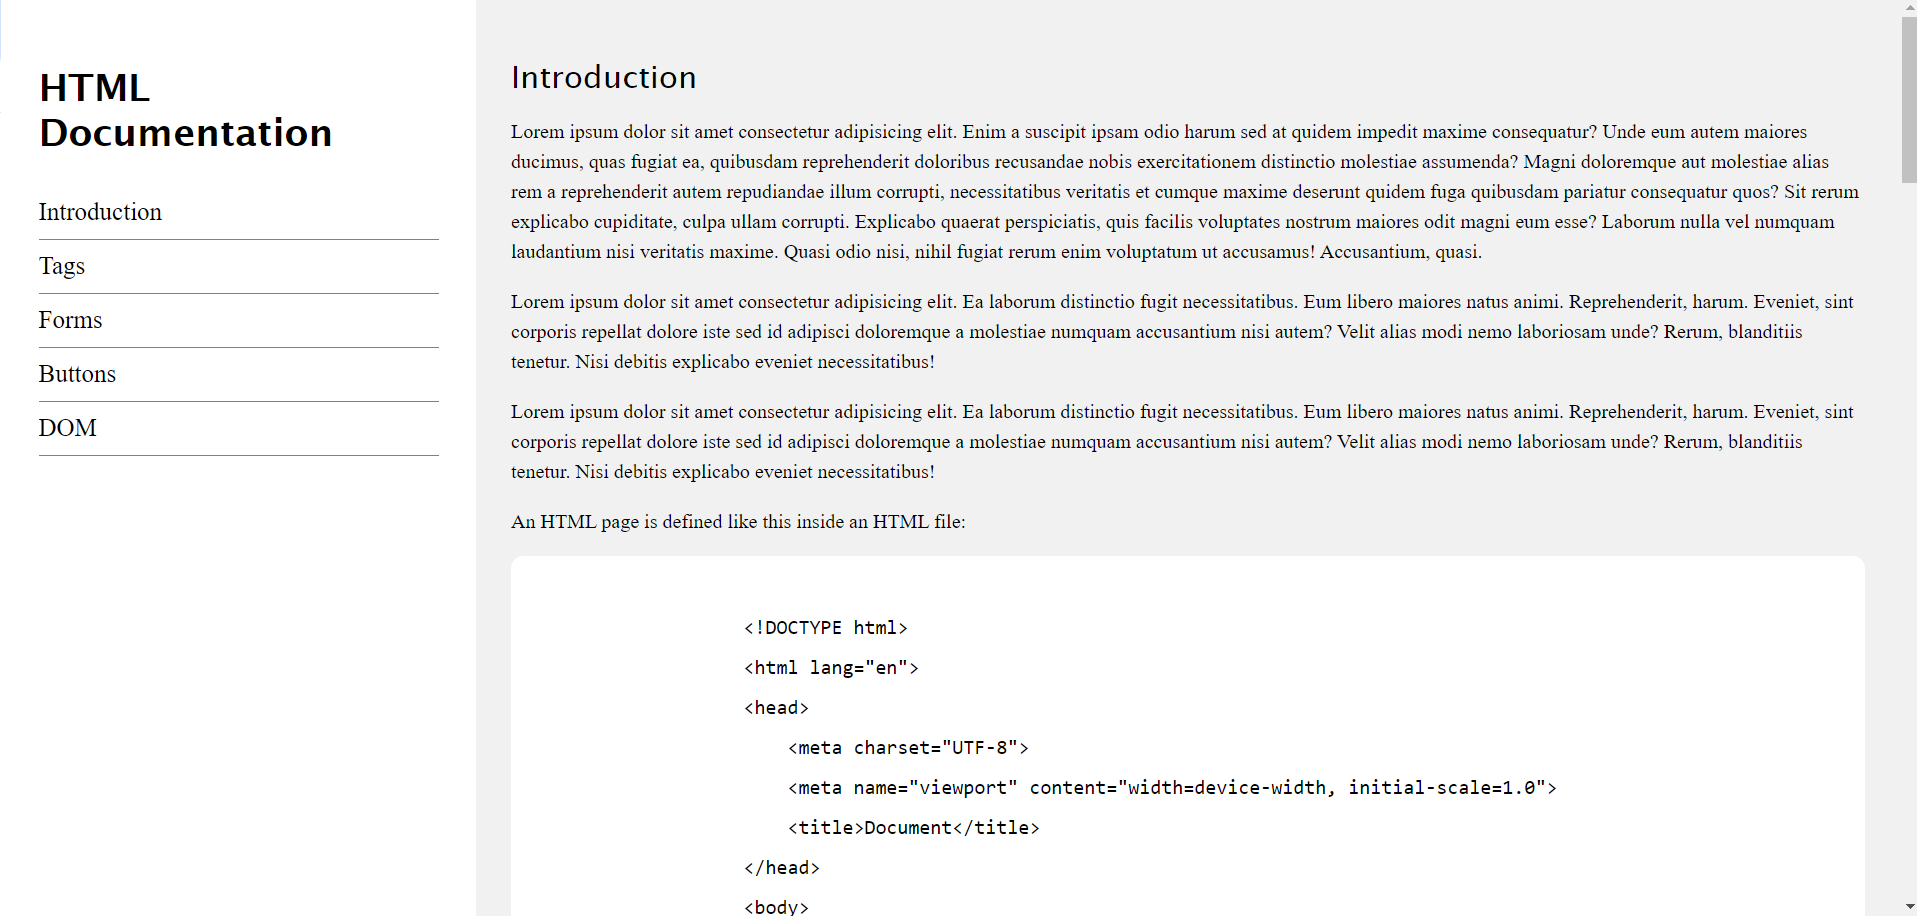 HTML
Documentation
Introduction
Tags
Forms
Buttons
DOM
Introduction
Lorem ipsum dolor sit amet consectetur adipisicing elit. Enim a suscipit ipsam odio harum sed at quidem impedit maxime consequatur? Unde eum autem maiores
ducimus, quas fugiat ea, quibusdam reprehenderit doloribus recusandae nobis exercitationem distinctio molestiae assumenda? Magni doloremque aut molestiae alias
rem a reprehenderit autem repudiandae illum corrupti, necessitatibus veritatis et cumque maxime deserunt quidem fuga quibusdam pariatur consequatur quos? Sit rerum
explicabo cupiditate, culpa ullam corrupti. Explicabo quaerat perspiciatis, quis facilis voluptates nostrum maiores odit magni eum esse? Laborum nulla vel numquam
laudantium nisi veritatis maxime. Quasi odio nisi, nihil fugiat rerum enim voluptatum ut accusamus! Accusantium, quasi.
Lorem ipsum dolor sit amet consectetur adipisicing elit. Ea laborum distinctio fugit necessitatibus. Eum libero maiores natus animi. Reprehenderit, harum. Eveniet, sint
corporis repellat dolore iste sed id adipisci doloremque a molestiae numquam accusantium nisi autem? Velit alias modi nemo laboriosam unde? Rerum, blanditiis
tenetur. Nisi debitis explicabo eveniet necessitatibus!
Lorem ipsum dolor sit amet consectetur adipisicing elit. Ea laborum distinctio fugit necessitatibus. Eum libero maiores natus animi. Reprehenderit, harum. Eveniet, sint
corporis repellat dolore iste sed id adipisci doloremque a molestiae numquam accusantium nisi autem? Velit alias modi nemo laboriosam unde? Rerum, blanditiis
tenetur. Nisi debitis explicabo eveniet necessitatibus!
An HTML page is defined like this inside an HTML file:
<!DOCTYPE html>
<html lang="en">
<head>
    <meta charset="UTF-8">
    <meta name="viewport" content="width=device-width, initial-scale=1.0">
    <title>Document</title>
</head>
<body>